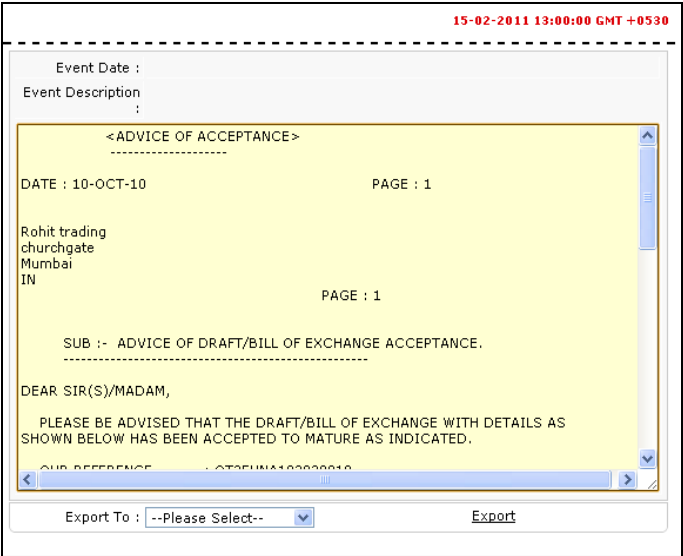 15-02-2011 13:00:00 GMT +0530
Event Date :
Event Description
:
<ADVICE OF ACCEPTANCE>
--------------------
DATE : 10-OCT-10 PAGE : 1
Rohit trading
churchgate
Mumbai
IN
PAGE : 1
SUB :- ADVICE OF DRAFT/BILL OF EXCHANGE ACCEPTANCE.
----------------------------------------------------
DEAR SIR(S)/MADAM,
PLEASE BE ADVISED THAT THE DRAFT/BILL OF EXCHANGE WITH DETAILS AS
SHOWN BELOW HAS BEEN ACCEPTED TO MATURE AS INDICATED.
OUR REFERENCE :
Export To : --Please Select-- Export